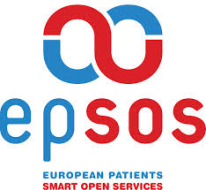 epsos
EUROPEAN PATIENTS
SMART OPEN SERVICES